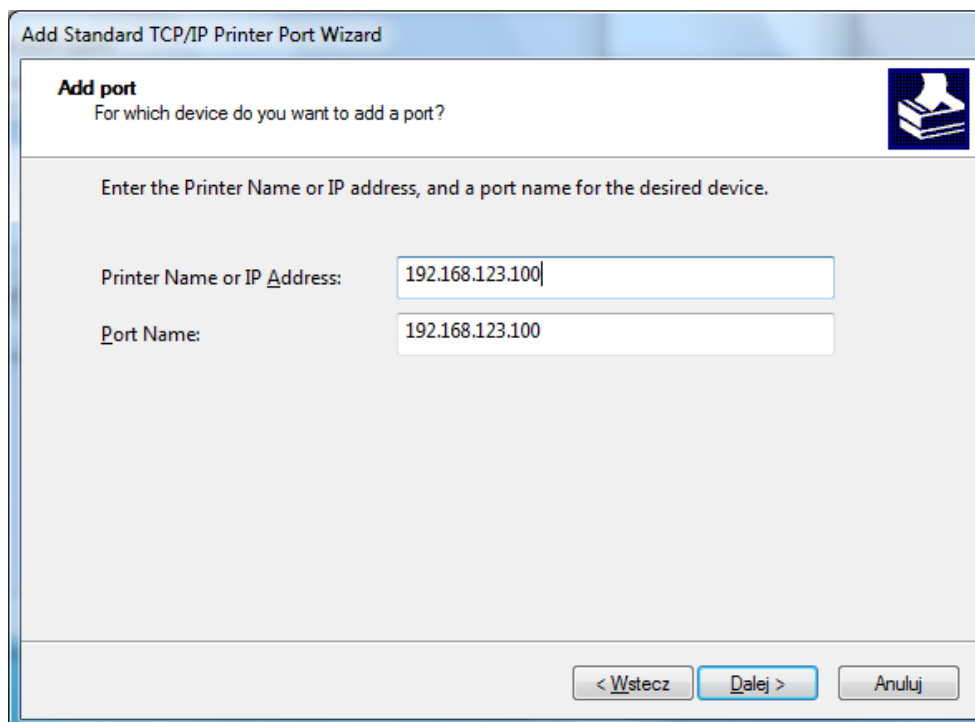 Add Standard TCP/IP Printer Port Wizard
Add port
For which device do you want to add a port?
Enter the Printer Name or IP address, and a port name for the desired device.
Printer Name or IP Address: 192.168.123.100
Port Name: 192.168.123.100
< Wstecz Dalej > Anuluj